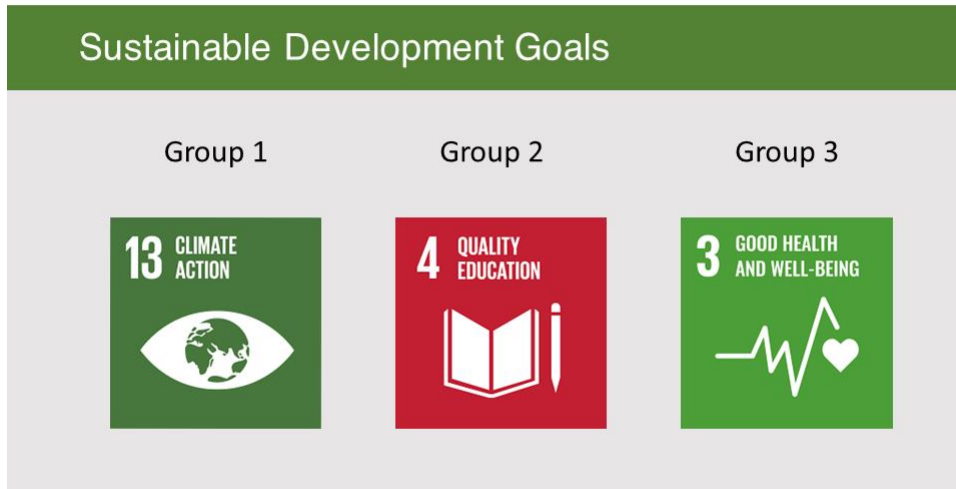 Sustainable Development Goals
Group 1
Group 2
Group 3
13 CLIMATE
ACTION
4 QUALITY
EDUCATION
3 GOOD HEALTH
AND WELL-BEING